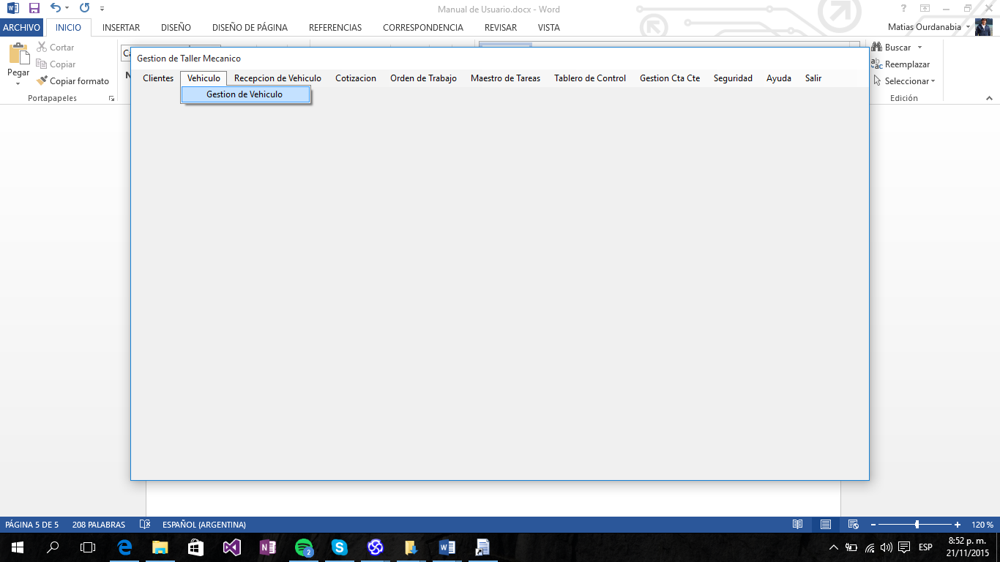 Manual de Usuario.docx - Word
ARCHIVO INICIO INSERTAR DISEÑO DISEÑO DE PÁGINA REFERENCIAS CORRESPONDENCIA REVISAR VISTA Matias Ourdanabia
Pegar
Cortar
Copiar
Copiar formato
Portapapeles
Buscar
Reemplazar
Seleccionar
Edición
Gestion de Taller Mecanico
Clientes Vehiculo Recepcion de Vehiculo Cotizacion Orden de Trabajo Maestro de Tareas Tablero de Control Gestion Cta Cte Seguridad Ayuda Salir
Gestion de Vehiculo
PÁGINA 5 DE 5 208 PALABRAS ESPAÑOL (ARGENTINA) 120 %
2
ESP
8:52 p. m.
21/11/2015